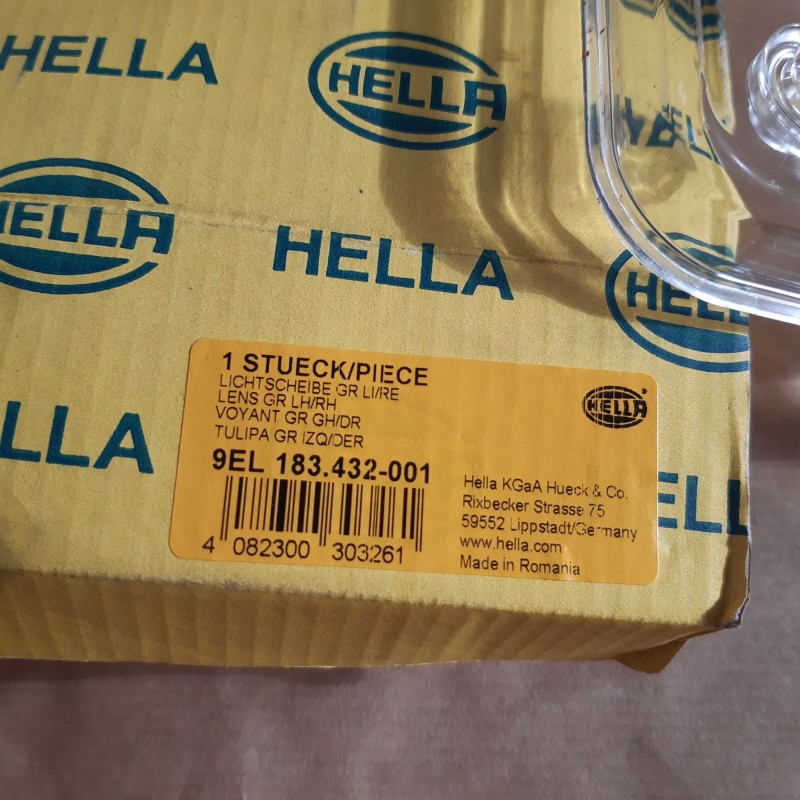 HELLA
HELLA
HELLA
HELLA
HELLA
HELLA
LLA
ELL
1 STUECK/PIECE
LICHTSCHEIBE GR LI/RE
LENS GR LH/RH
VOYANT GR GH/DR
TULIPA GR IZQ/DER
9EL 183.432-001
4 082300 303261
HELLA
Hella KGaA Hueck & Co.
Rixbecker Strasse 75
59552 Lippstadt/Germany
www.hella.com
Made in Romania